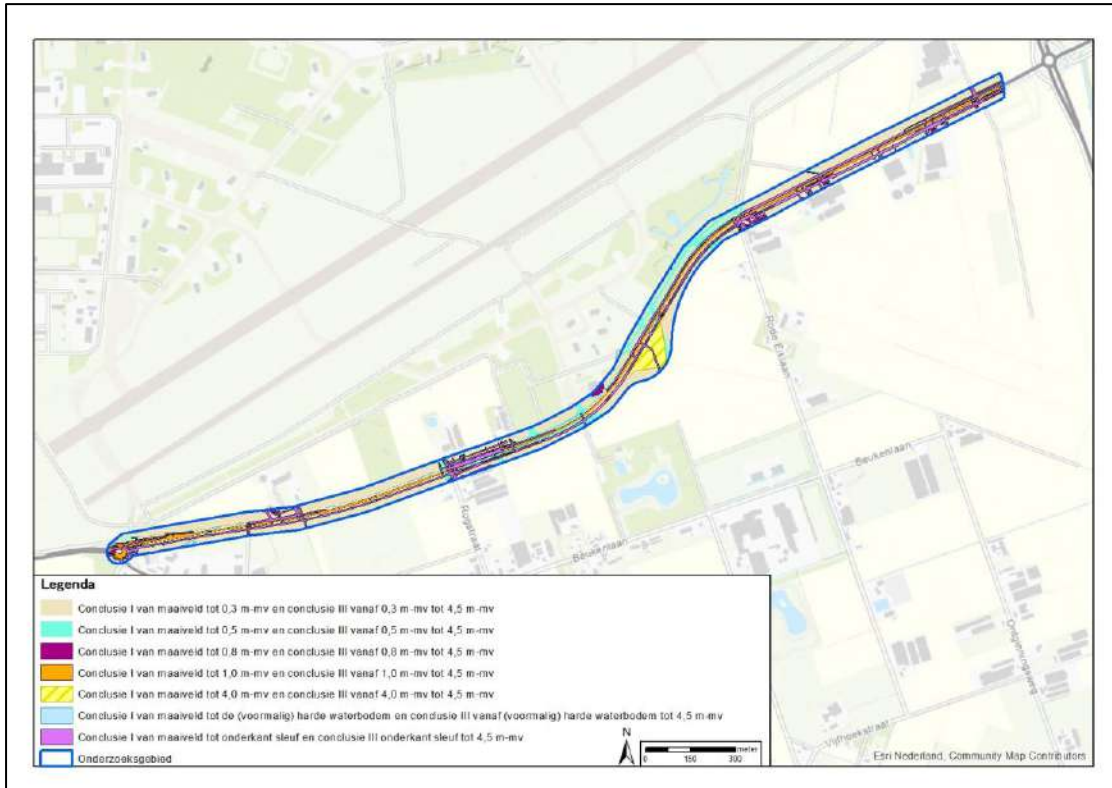 Rode Eiklaan
Beukenlaan
Rugstraat
Beukenlaan
Ontginningsweg
Vijfhoekstraat
Legenda
Conclusie I van maaiveld tot 0,3 m-mv en conclusie III vanaf 0,3 m-mv tot 4,5 m-mv
Conclusie I van maaiveld tot 0,5 m-mv en conclusie III vanaf 0,5 m-mv tot 4,5 m-mv
Conclusie I van maaiveld tot 0,8 m-mv en conclusie III vanaf 0,8 m-mv tot 4,5 m-mv
Conclusie I van maaiveld tot 1,0 m-mv en conclusie III vanaf 1,0 m-mv tot 4,5 m-mv
Conclusie I van maaiveld tot 4,0 m-mv en conclusie III vanaf 4,0 m-mv tot 4,5 m-mv
Conclusie I van maaiveld tot de (voormalig) harde waterbodem en conclusie III vanaf (voormalig) harde waterbodem tot 4,5 m-mv
Conclusie I van maaiveld tot onderkant sleuf en conclusie III onderkant sleuf tot 4,5 m-mv
Onderzoeksgebied
N
meter
0 150 300
Esri Nederland, Community Map Contributors